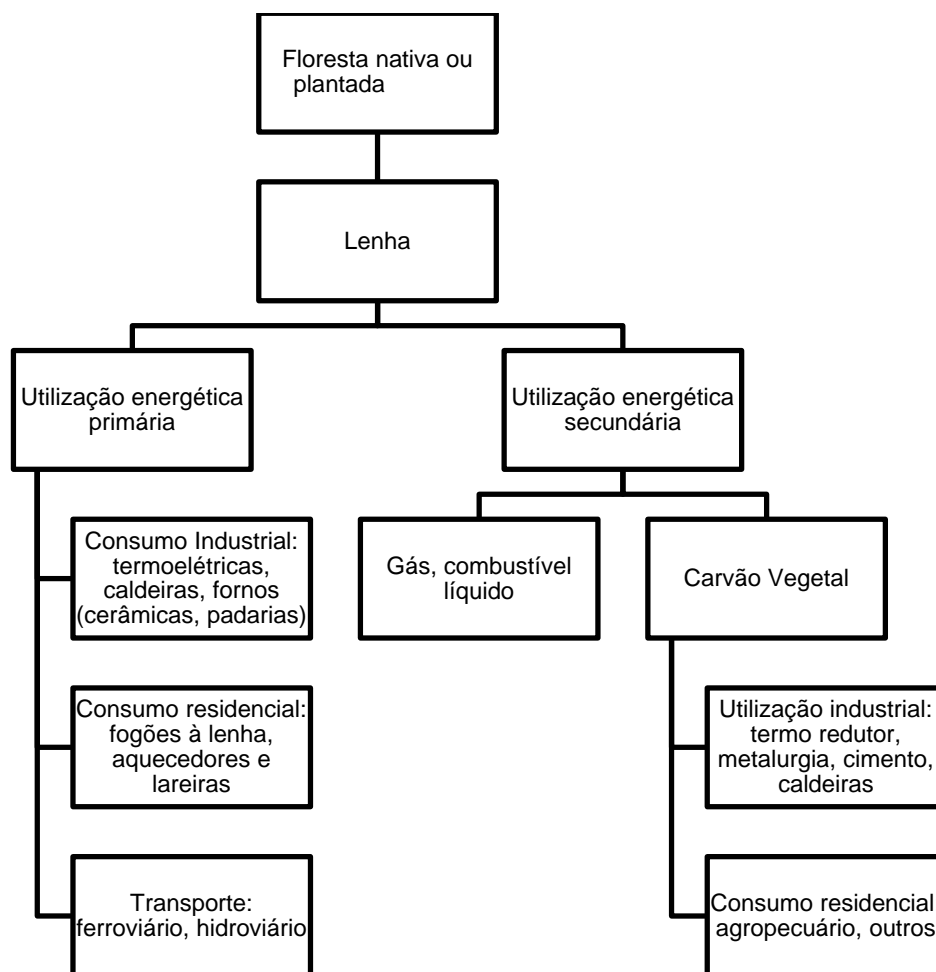 Floresta nativa ou
plantada
Lenha
Utilização energética
primária
Utilização energética
secundária
Consumo Industrial:
termoelétricas,
caldeiras, fornos
(cerâmicas, padarias)
Gás, combustível
líquido
Carvão Vegetal
Consumo residencial:
fogões à lenha,
aquecedores e
lareiras
Utilização industrial:
termo redutor,
metalurgia, cimento,
caldeiras
Transporte:
ferroviário, hidroviário
Consumo residencial
agropecuário, outros